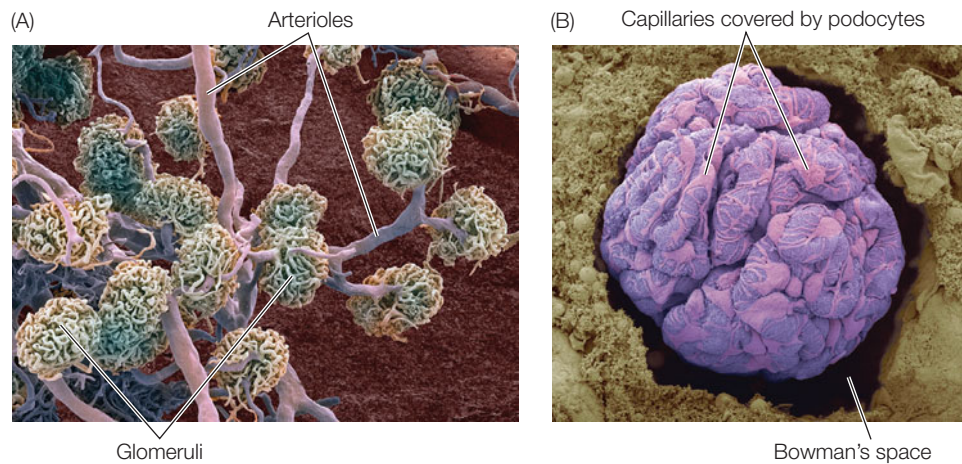 (A)
Arterioles
Glomeruli
(B)
Capillaries covered by podocytes
Bowman’s space